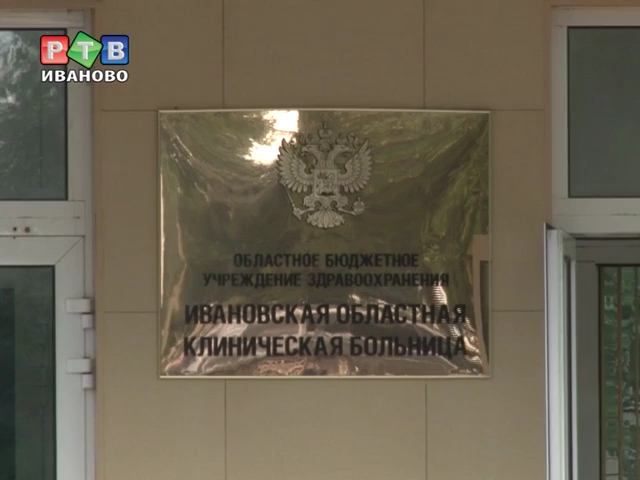 РТВ
ИВАНОВО
ОБЛАСТНОЕ БЮДЖЕТНОЕ
УЧРЕЖДЕНИЕ ЗДРАВООХРАНЕНИЯ
ИВАНОВСКАЯ ОБЛАСТНАЯ
КЛИНИЧЕСКАЯ БОЛЬНИЦА